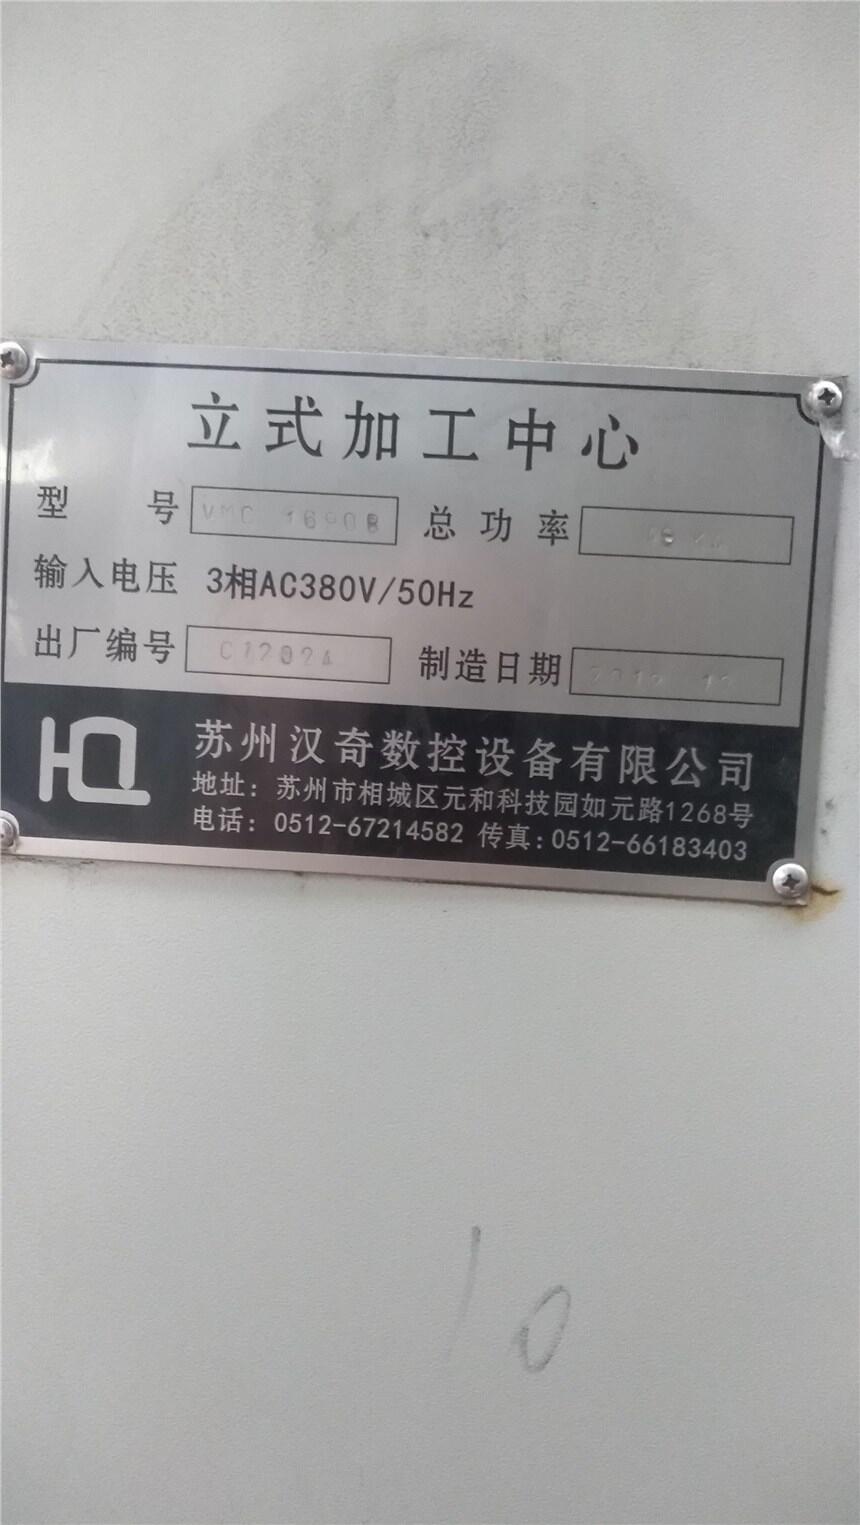 立式加工中心
型号 VMC 1690B 总功率
输入电压 3相AC380V/50Hz
出厂编号 C12024 制造日期
苏州汉奇数控设备有限公司
地址：苏州市相城区元和科技园如元路1268号
电话：0512-67214582 传真：0512-66183403
10